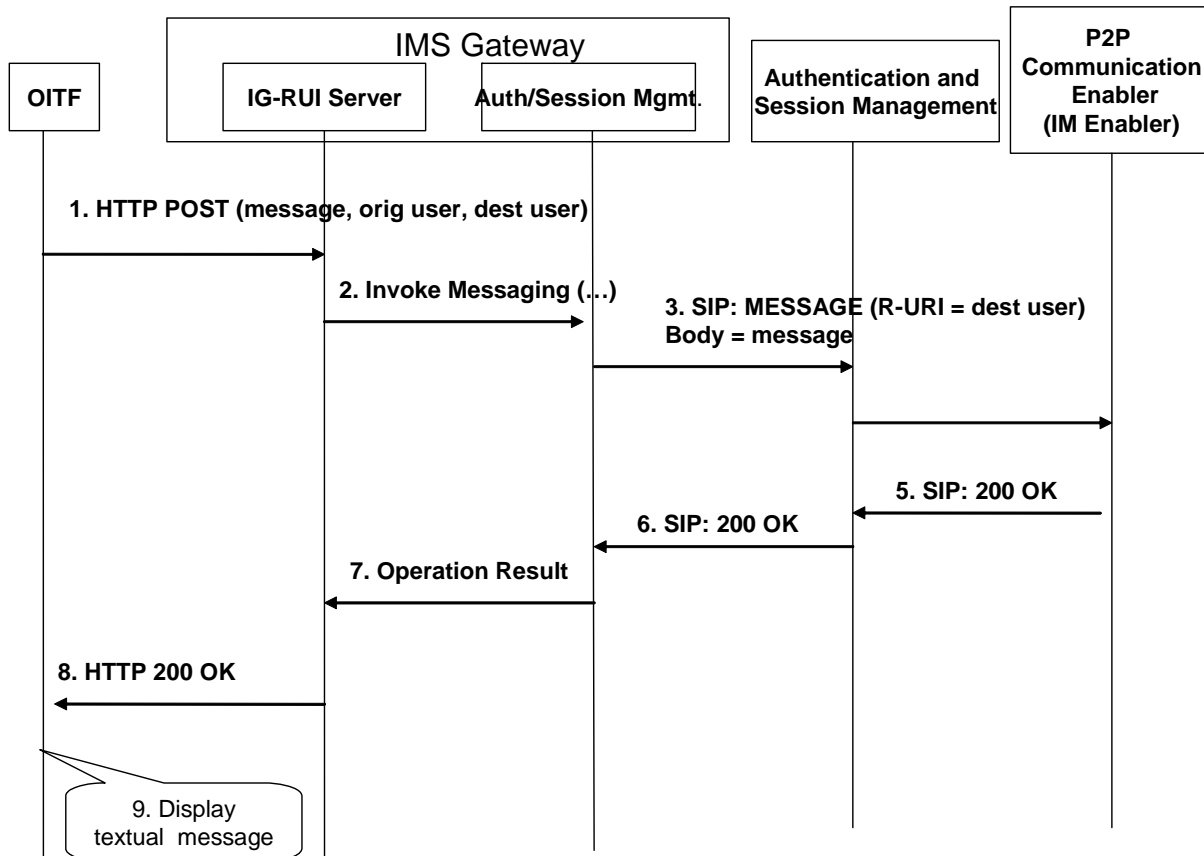 IMS Gateway
OITF
IG-RUI Server
Auth/Session Mgmt.
Authentication and
Session Management
P2P
Communication
Enabler
(IM Enabler)
1. HTTP POST (message, orig user, dest user)
2. Invoke Messaging (...)
3. SIP: MESSAGE (R-URI = dest user)
Body = message
5. SIP: 200 OK
6. SIP: 200 OK
7. Operation Result
8. HTTP 200 OK
9. Display
textual message